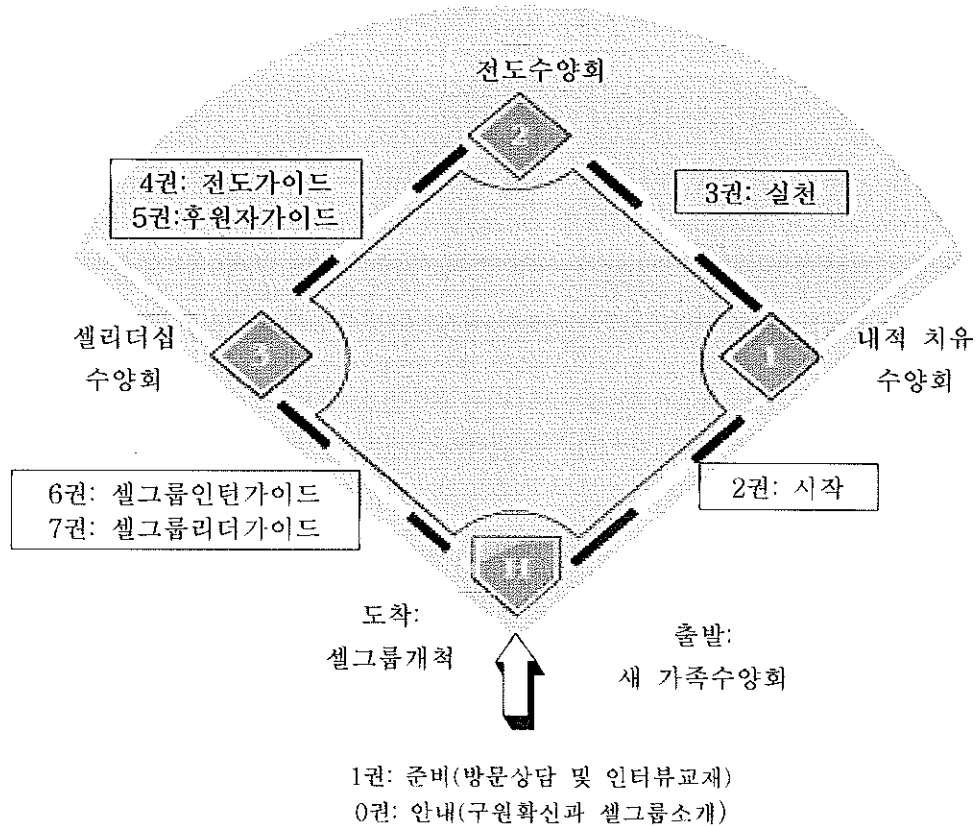 전도수양회
2
4권: 전도가이드
5권:후원자가이드
3권: 실천
셀리더십
수양회
3
1
내적 치유
수양회
6권: 셀그룹인턴가이드
7권: 셀그룹리더가이드
2권: 시작
H
도착:
셀그룹개척
출발:
새 가족수양회
1권: 준비(방문상담 및 인터뷰교재)
0권: 안내(구원확신과 셀그룹소개)